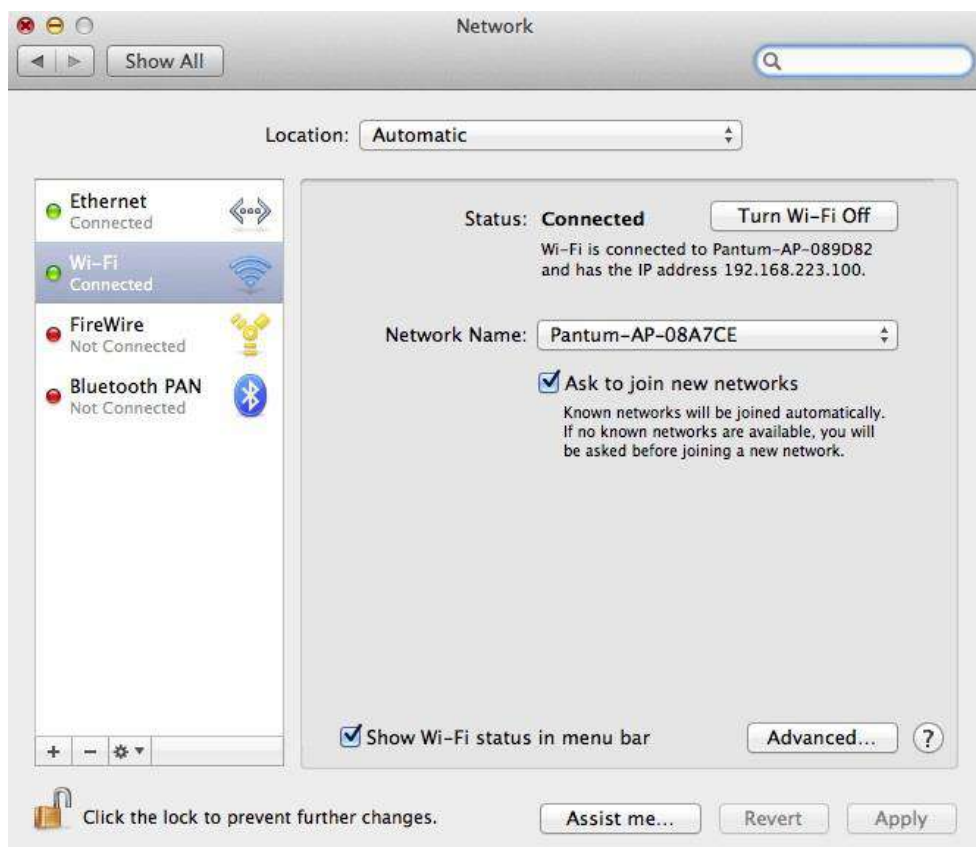 Network
Show All
Location: Automatic
Ethernet
Connected
Wi-Fi
Connected
FireWire
Not Connected
Bluetooth PAN
Not Connected
Status: Connected Turn Wi-Fi Off
Wi-Fi is connected to Pantum-AP-089D82
and has the IP address 192.168.223.100.
Network Name: Pantum-AP-08A7CE
Ask to join new networks
Known networks will be joined automatically.
If no known networks are available, you will
be asked before joining a new network.
Show Wi-Fi status in menu bar Advanced... ?
Click the lock to prevent further changes. Assist me... Revert Apply